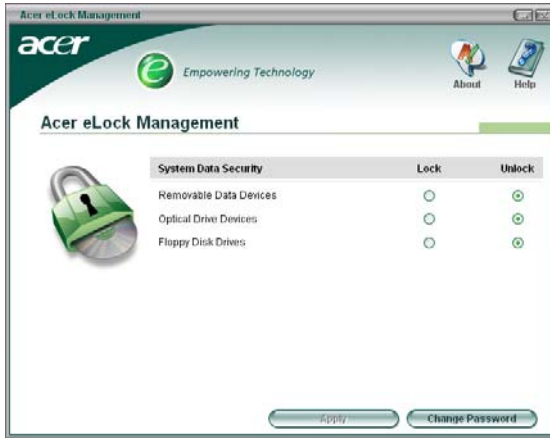 Acer eLock Management
acer
e Empowering Technology
About Help
Acer eLock Management
System Data Security Lock Unlock
Removable Data Devices
Optical Drive Devices
Floppy Disk Drives
Apply Change Password